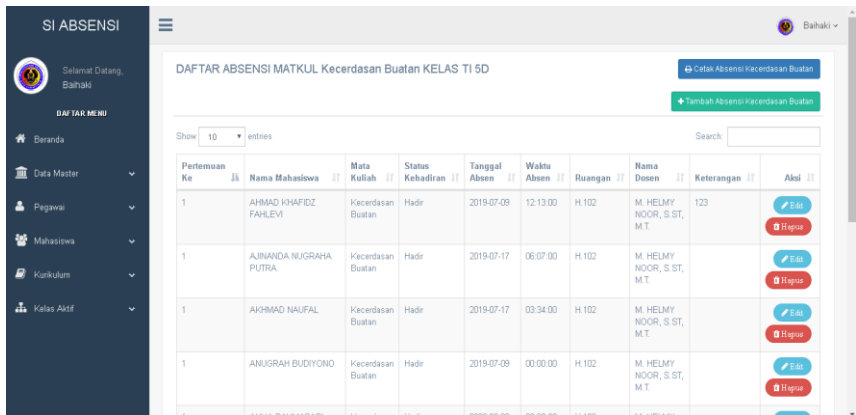 SI ABSENSI
Baihaki
Selamat Datang,
Baihaki
DAFTAR MENU
Beranda
Data Master
Pegawai
Mahasiswa
Kurikulum
Kelas Aktif
DAFTAR ABSENSI MATKUL Kecerdasan Buatan KELAS TI 5D
Cetak Absensi Kecerdasan Buatan
+ Tambah Absensi Kecerdasan Buatan
Show 10 entries
Search:
Pertemuan Ke Nama Mahasiswa Mata Kuliah Status Kehadiran Tanggal Absen Waktu Absen Ruangan Nama Dosen Keterangan Aksi
1 AHMAD KHAFIDZ FAHLEVI Kecerdasan Buatan Hadir 2019-07-09 12:13:00 H.102 M. HELMY NOOR, S.ST, M.T. 123 Edit Hapus
1 AJINANDA NUGRAHA PUTRA Kecerdasan Buatan Hadir 2019-07-17 06:07:00 H.102 M. HELMY NOOR, S.ST, M.T. Edit Hapus
1 AKHMAD NAUFAL Kecerdasan Buatan Hadir 2019-07-17 03:34:00 H.102 M. HELMY NOOR, S.ST, M.T. Edit Hapus
1 ANUGRAH BUDIYONO Kecerdasan Buatan Hadir 2019-07-09 00:00:00 H.102 M. HELMY NOOR, S.ST, M.T. Edit Hapus